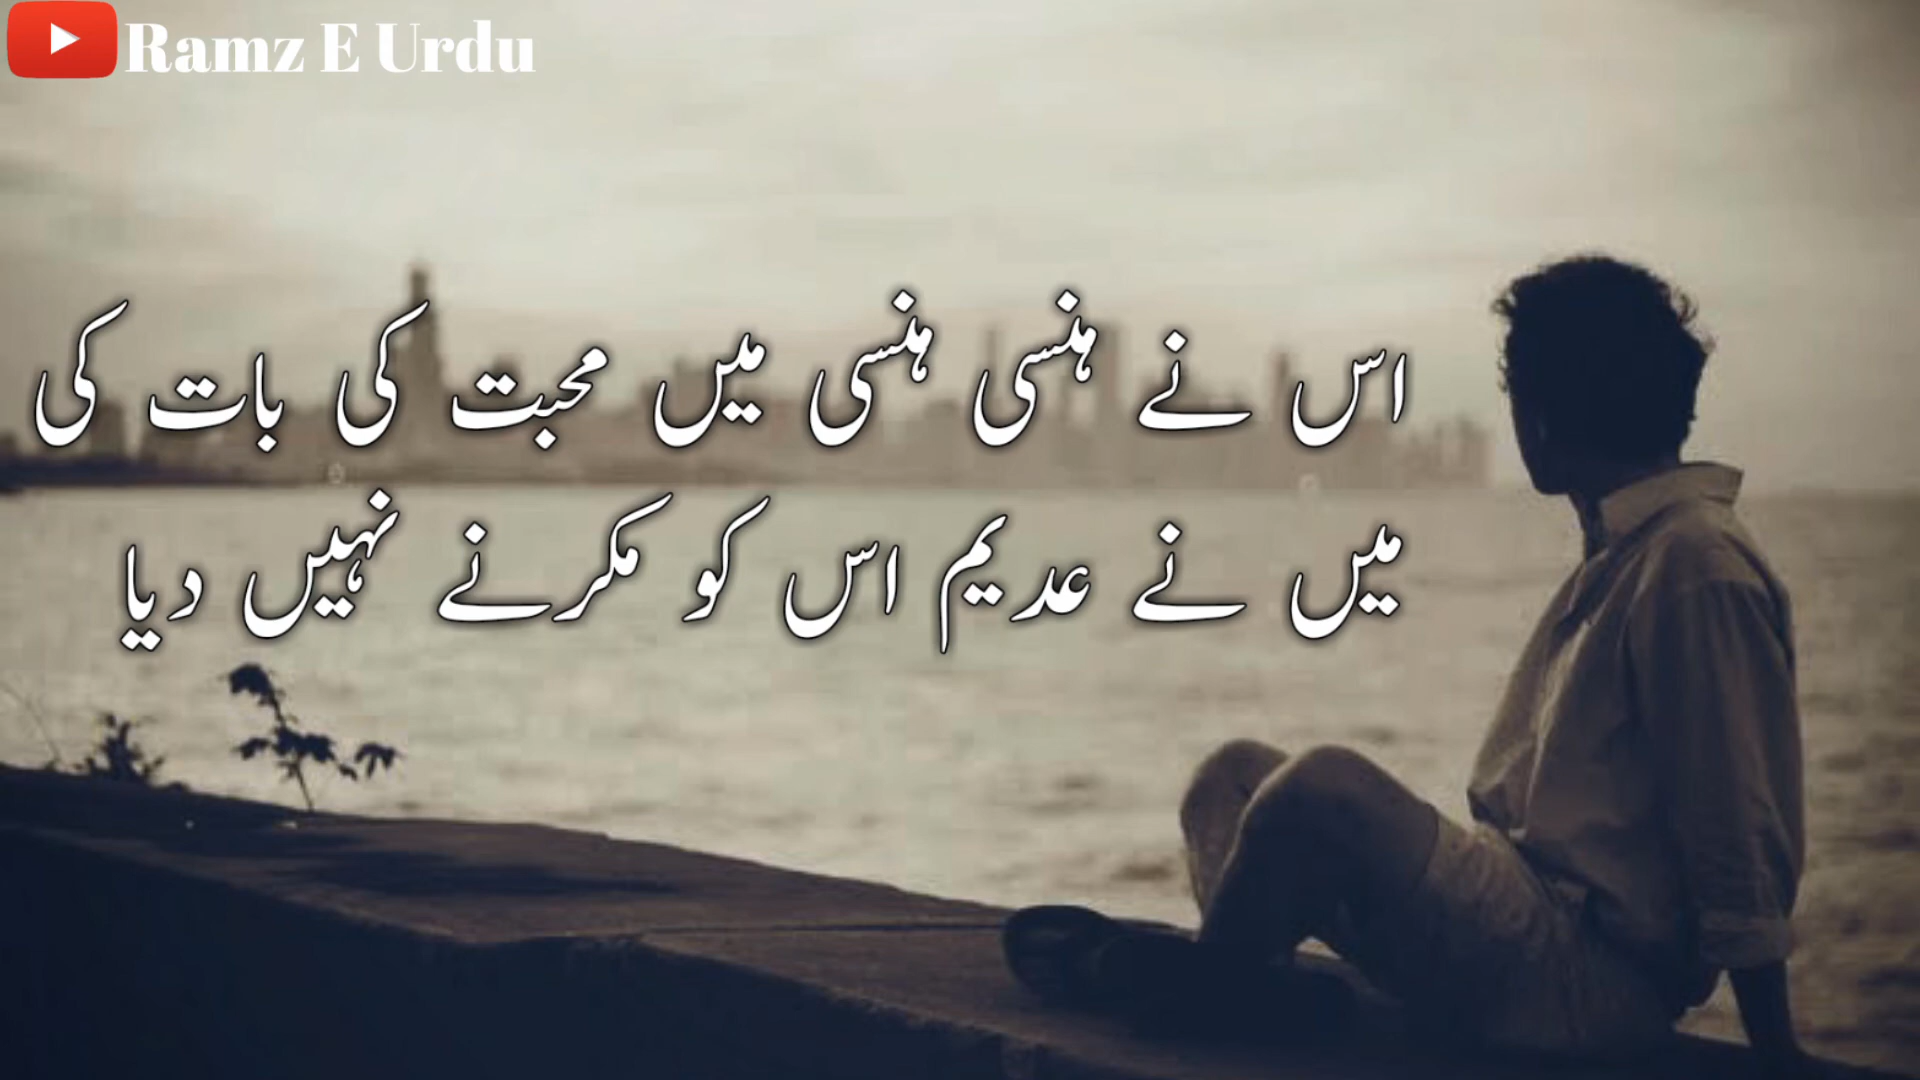 Ramz E Urdu
اس نے ہنسی ہنسی میں محبت کی بات کی
میں نے عدیم اس کو مکرنے نہیں دیا